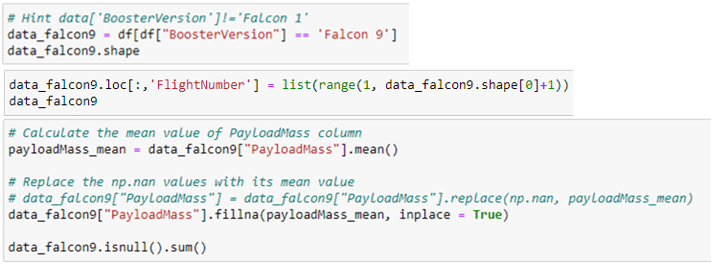 # Hint data['BoosterVersion']!='Falcon 1'
data_falcon9 = df[df["BoosterVersion"] == 'Falcon 9']
data_falcon9.shape
data_falcon9.loc[:,'FlightNumber'] = list(range(1, data_falcon9.shape[0]+1))
data_falcon9
# Calculate the mean value of PayloadMass column
payloadMass_mean = data_falcon9["PayloadMass"].mean()
# Replace the np.nan values with its mean value
# data_falcon9["PayloadMass"] = data_falcon9["PayloadMass"].replace(np.nan, payloadMass_mean)
data_falcon9["PayloadMass"].fillna(payloadMass_mean, inplace = True)
data_falcon9.isnull().sum()